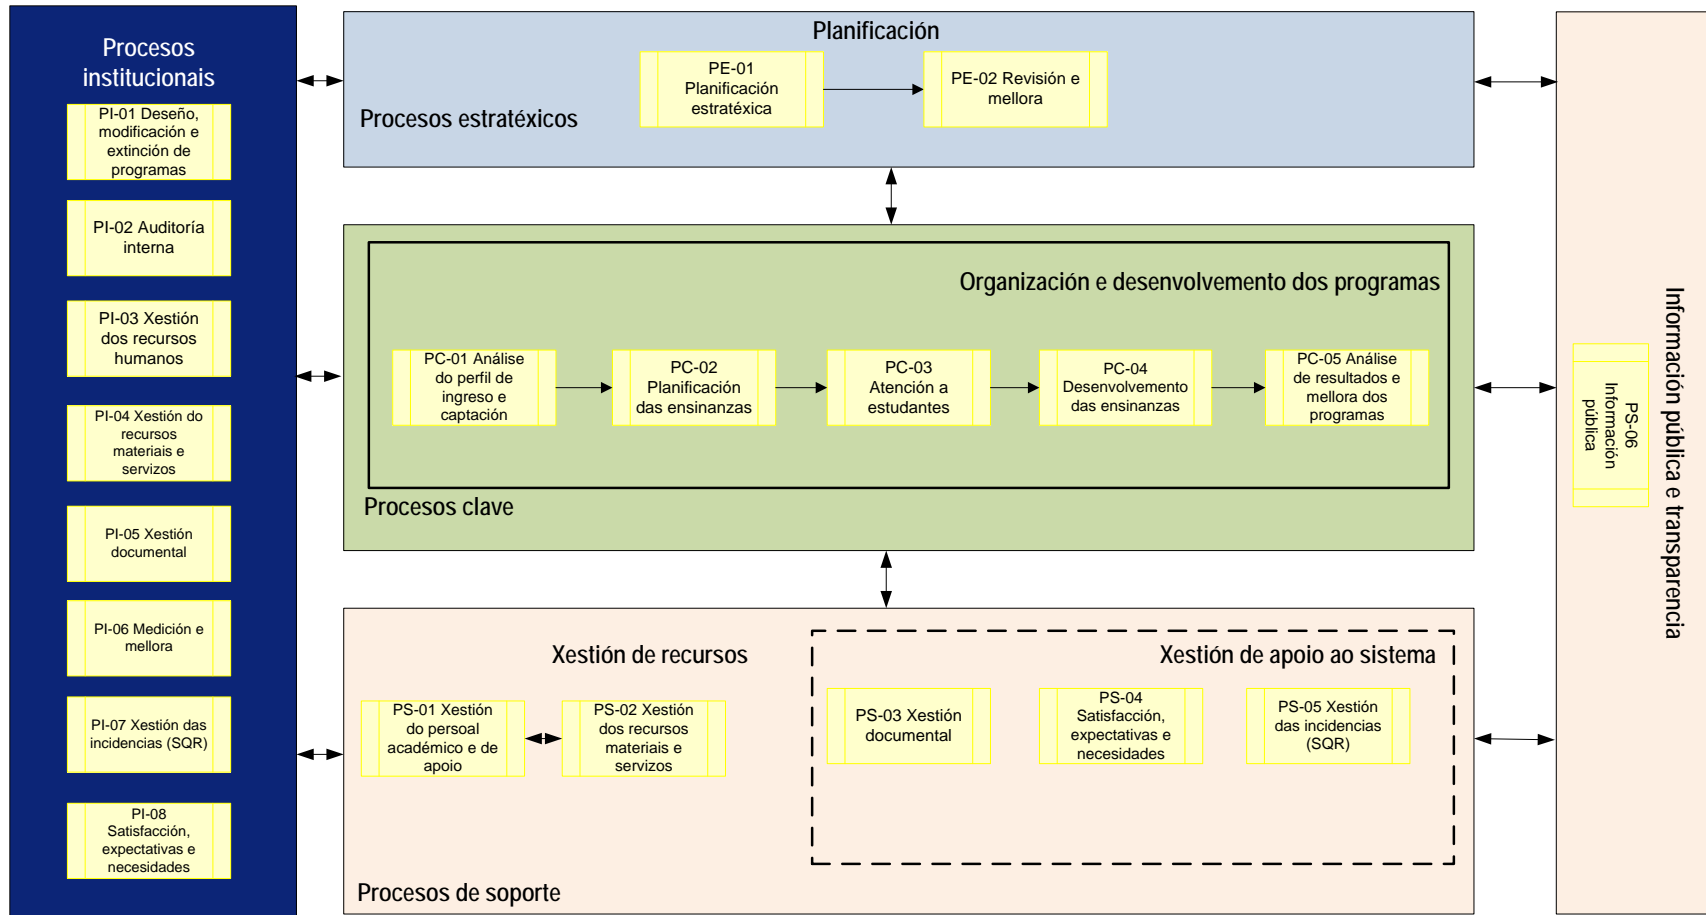 Procesos
institucionais
PI-01 Deseño,
modificación e
extinción de
programas
PI-02 Auditoría
interna
PI-03 Xestión
dos recursos
humanos
PI-04 Xestión do
recursos
materiais e
servizos
PI-05 Xestión
documental
PI-06 Medición e
mellora
PI-07 Xestión das
incidencias (SQR)
PI-08
Satisfacción,
expectativas e
necesidades
Planificación
PE-01
Planificación
estratéxica
PE-02 Revisión e
mellora
Procesos estratéxicos
Organización e desenvolvemento dos programas
PC-01 Análise
do perfil de
ingreso e
captación
PC-02
Planificación
das ensinanzas
PC-03
Atención a
estudantes
PC-04
Desenvolvemento
das ensinanzas
PC-05 Análise
de resultados e
mellora dos
programas
Procesos clave
Xestión de recursos
PS-01 Xestión
do persoal
académico e de
apoio
PS-02 Xestión
dos recursos
materiais e
servizos
Xestión de apoio ao sistema
PS-03 Xestión
documental
PS-04
Satisfacción,
expectativas e
necesidades
PS-05 Xestión
das incidencias
(SQR)
Procesos de soporte
Información pública e transparencia
PS-06
Información
pública